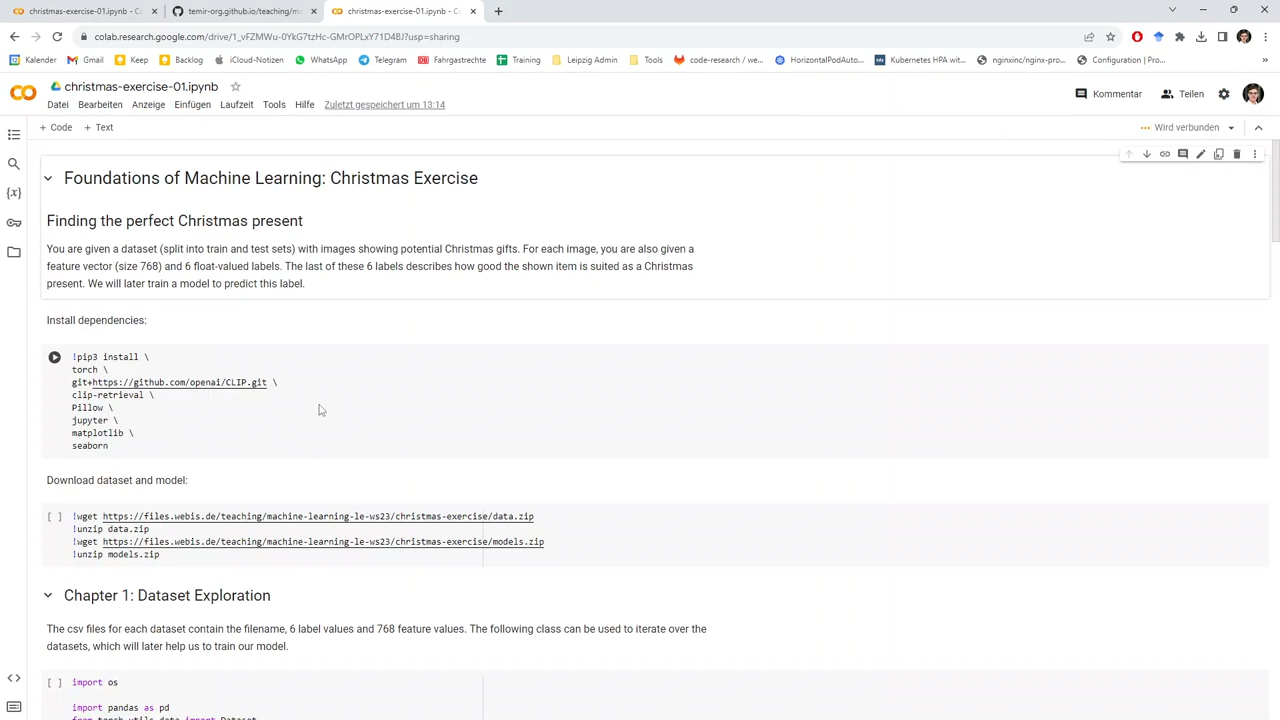 christmas-exercise-01.ipynb - C
temir-org.github.io/teaching/ma
christmas-exercise-01.ipynb - Co
colab.research.google.com/drive/1_vFZMWu-0YkG7tzHc-GMrOPLxY71D4BJ?usp=sharing
Kalender Gmail Keep Backlog iCloud-Notizen WhatsApp Telegram Fahrgastrechte Training Leipzig Admin Tools code-research / we... HorizontalPodAuto... Kubernetes HPA wit... nginxinc/nginx-pro... Configuration | Pro... »
christmas-exercise-01.ipynb
Kommentar Teilen
Datei Bearbeiten Anzeige Einfügen Laufzeit Tools Hilfe Zuletzt gespeichert um 13:14
+ Code + Text
Wird verbunden
Foundations of Machine Learning: Christmas Exercise
Finding the perfect Christmas present
You are given a dataset (split into train and test sets) with images showing potential Christmas gifts. For each image, you are also given a
feature vector (size 768) and 6 float-valued labels. The last of these 6 labels describes how good the shown item is suited as a Christmas
present. We will later train a model to predict this label.
Install dependencies:
!pip3 install \
torch \
git+https://github.com/openai/CLIP.git \
clip-retrieval \
Pillow \
jupyter \
matplotlib \
seaborn
Download dataset and model:
[ ] !wget https://files.webis.de/teaching/machine-learning-le-ws23/christmas-exercise/data.zip
!unzip data.zip
!wget https://files.webis.de/teaching/machine-learning-le-ws23/christmas-exercise/models.zip
!unzip models.zip
Chapter 1: Dataset Exploration
The csv files for each dataset contain the filename, 6 label values and 768 feature values. The following class can be used to iterate over the
datasets, which will later help us to train our model.
[ ] import os
import pandas as pd
from torch.utils.data import Dataset